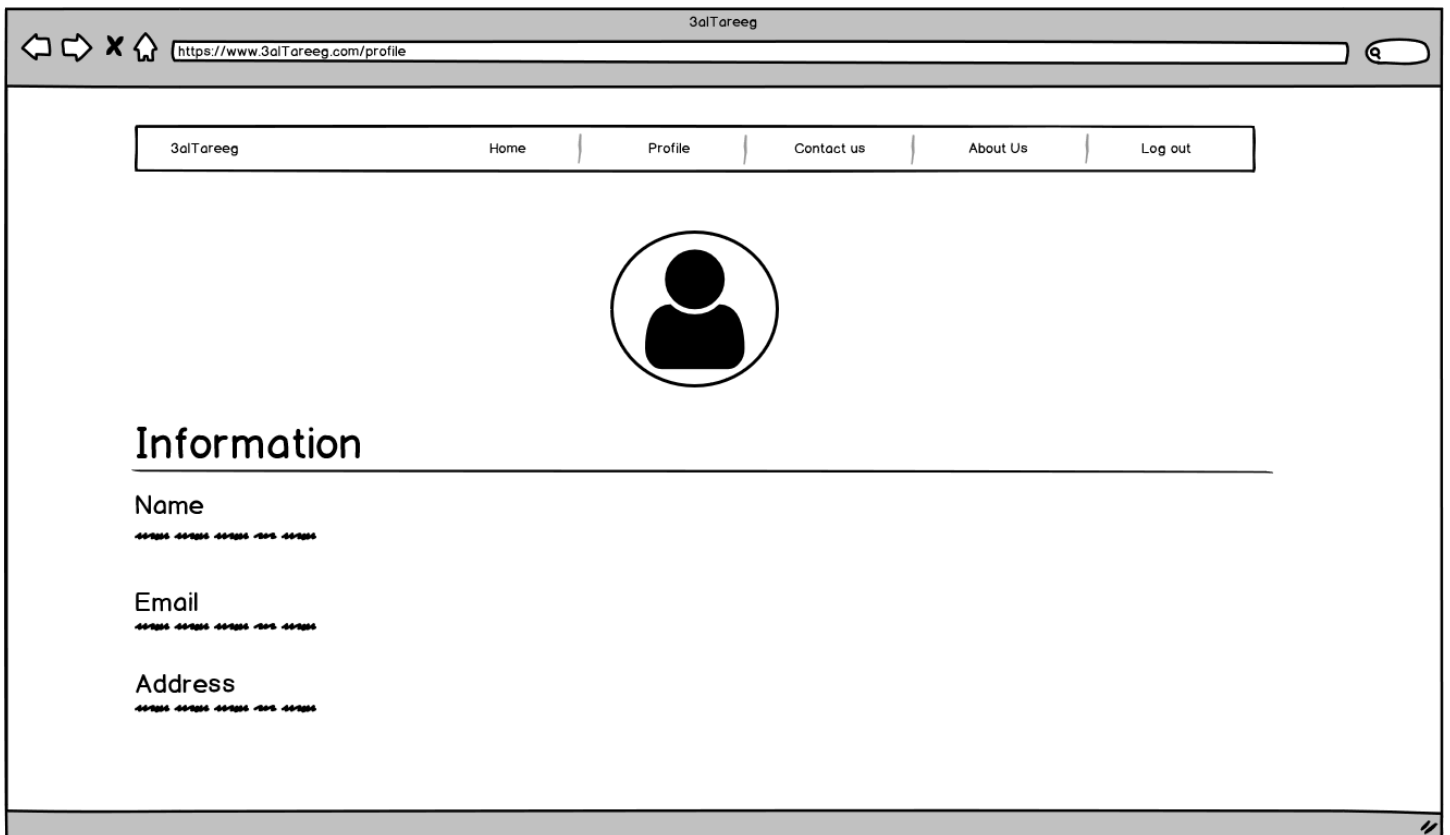 3alTareeg
https://www.3alTareeg.com/profile
3alTareeg Home Profile Contact us About Us Log out
Information
Name
Email
Address